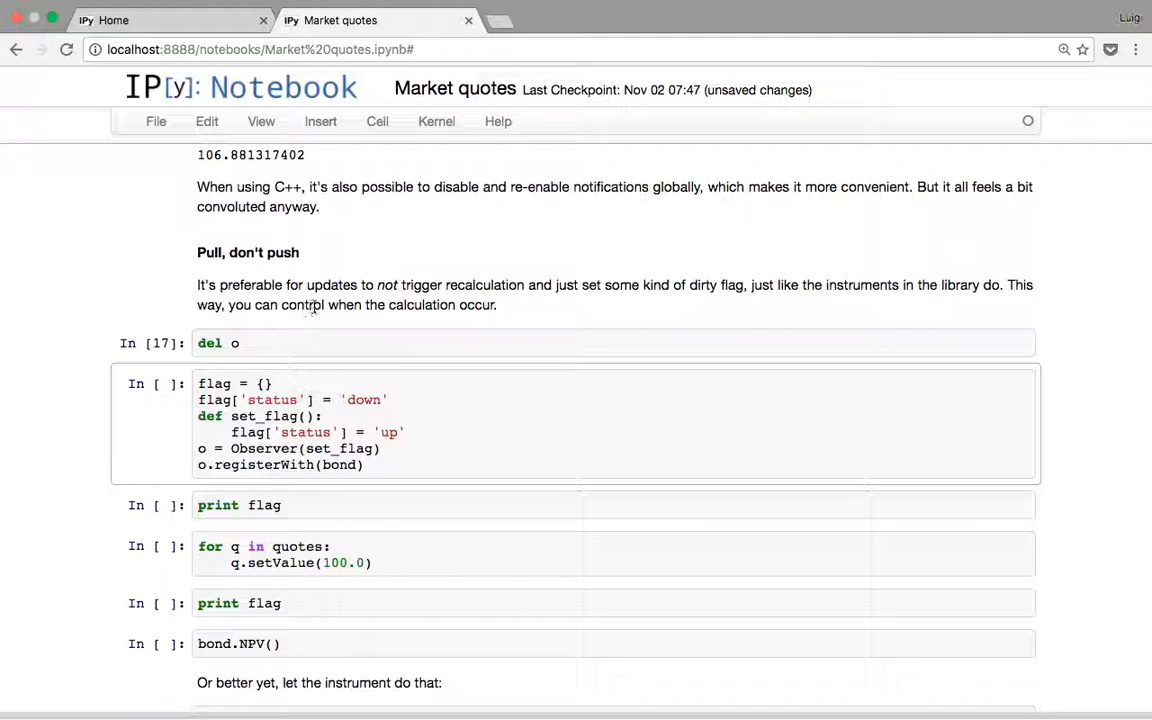 IPy Home
IPy Market quotes
Luigi
localhost:8888/notebooks/Market%20quotes.ipynb#
IP[y]: Notebook Market quotes Last Checkpoint: Nov 02 07:47 (unsaved changes)
File Edit View Insert Cell Kernel Help
106.881317402
When using C++, it's also possible to disable and re-enable notifications globally, which makes it more convenient. But it all feels a bit
convoluted anyway.
Pull, don't push
It's preferable for updates to not trigger recalculation and just set some kind of dirty flag, just like the instruments in the library do. This
way, you can control when the calculation occur.
In [17]: del o
In [ ]: flag = {}
flag['status'] = 'down'
def set_flag():
    flag['status'] = 'up'
o = Observer(set_flag)
o.registerWith(bond)
In [ ]: print flag
In [ ]: for q in quotes:
    q.setValue(100.0)
In [ ]: print flag
In [ ]: bond.NPV()
Or better yet, let the instrument do that: